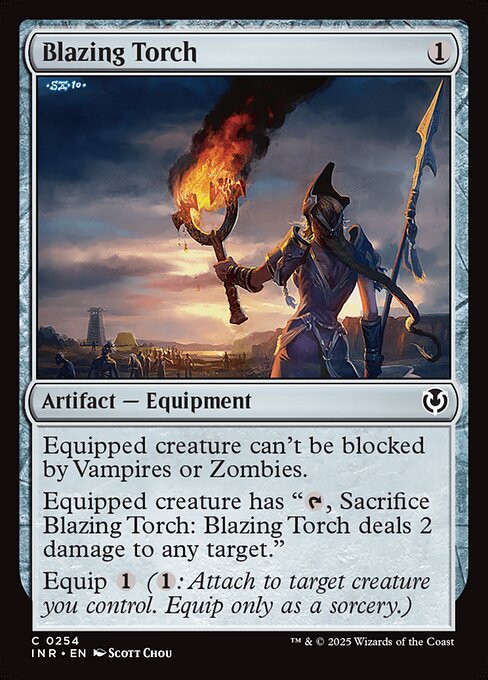 Blazing Torch 1
·SZ·10·
Artifact — Equipment
Equipped creature can't be blocked
by Vampires or Zombies.
Equipped creature has “, Sacrifice
Blazing Torch: Blazing Torch deals 2
damage to any target.”
Equip 1 (1: Attach to target creature
you control. Equip only as a sorcery.)
C 0254
INR · EN Scott Chou
™ & © 2025 Wizards of the Coast